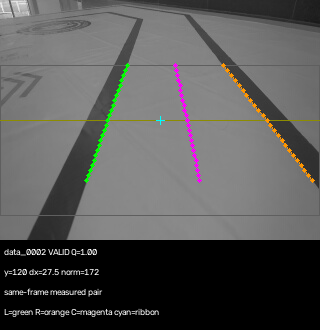 data_0002 VALID Q=1.00
y=120 dx=27.5 norm=172
same-frame measured pair
L=green R=orange C=magenta cyan=ribbon